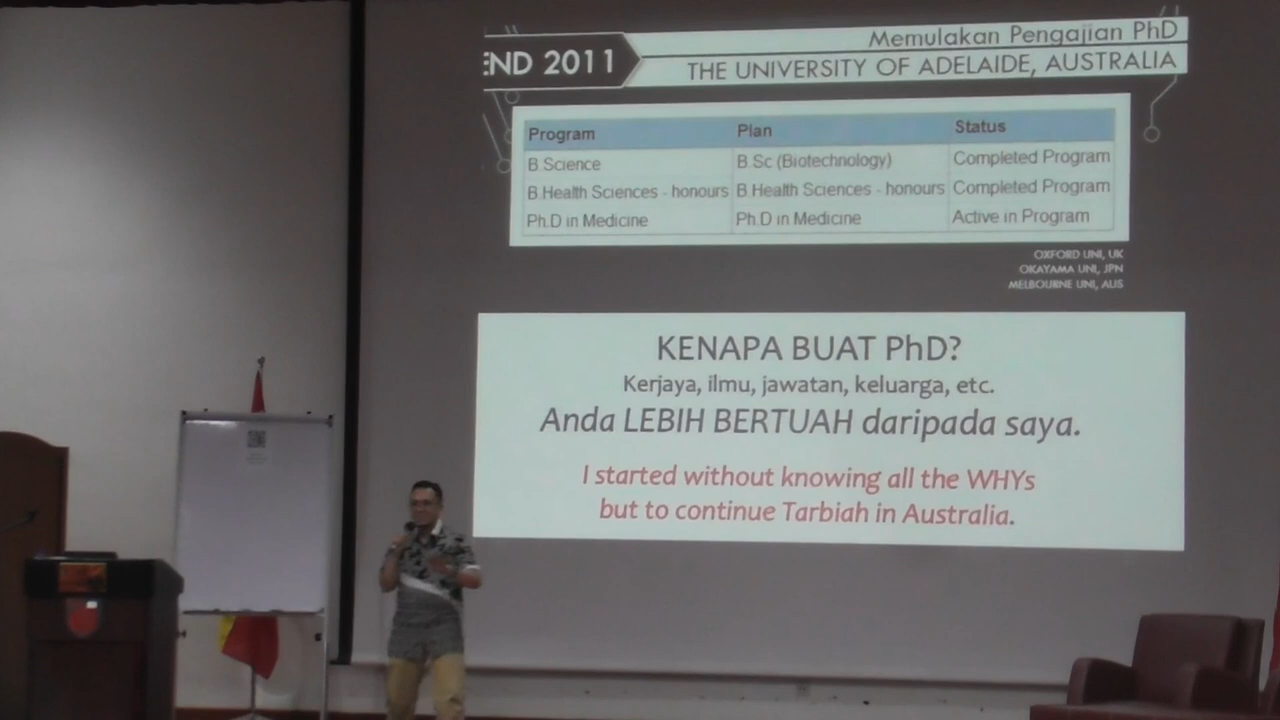 END 2011
Memulakan Pengajian PhD
THE UNIVERSITY OF ADELAIDE, AUSTRALIA
Program Plan Status
B Science B.Sc (Biotechnology) Completed Program
B.Health Sciences - honours B.Health Sciences - honours Completed Program
Ph.D in Medicine Ph.D in Medicine Active in Program
OXFORD UNI, UK
OKAYAMA UNI, JPN
MELBOURNE UNI, AUS
KENAPA BUAT PhD?
Kerjaya, ilmu, jawatan, keluarga, etc.
Anda LEBIH BERTUAH daripada saya.
I started without knowing all the WHYs
but to continue Tarbiah in Australia.